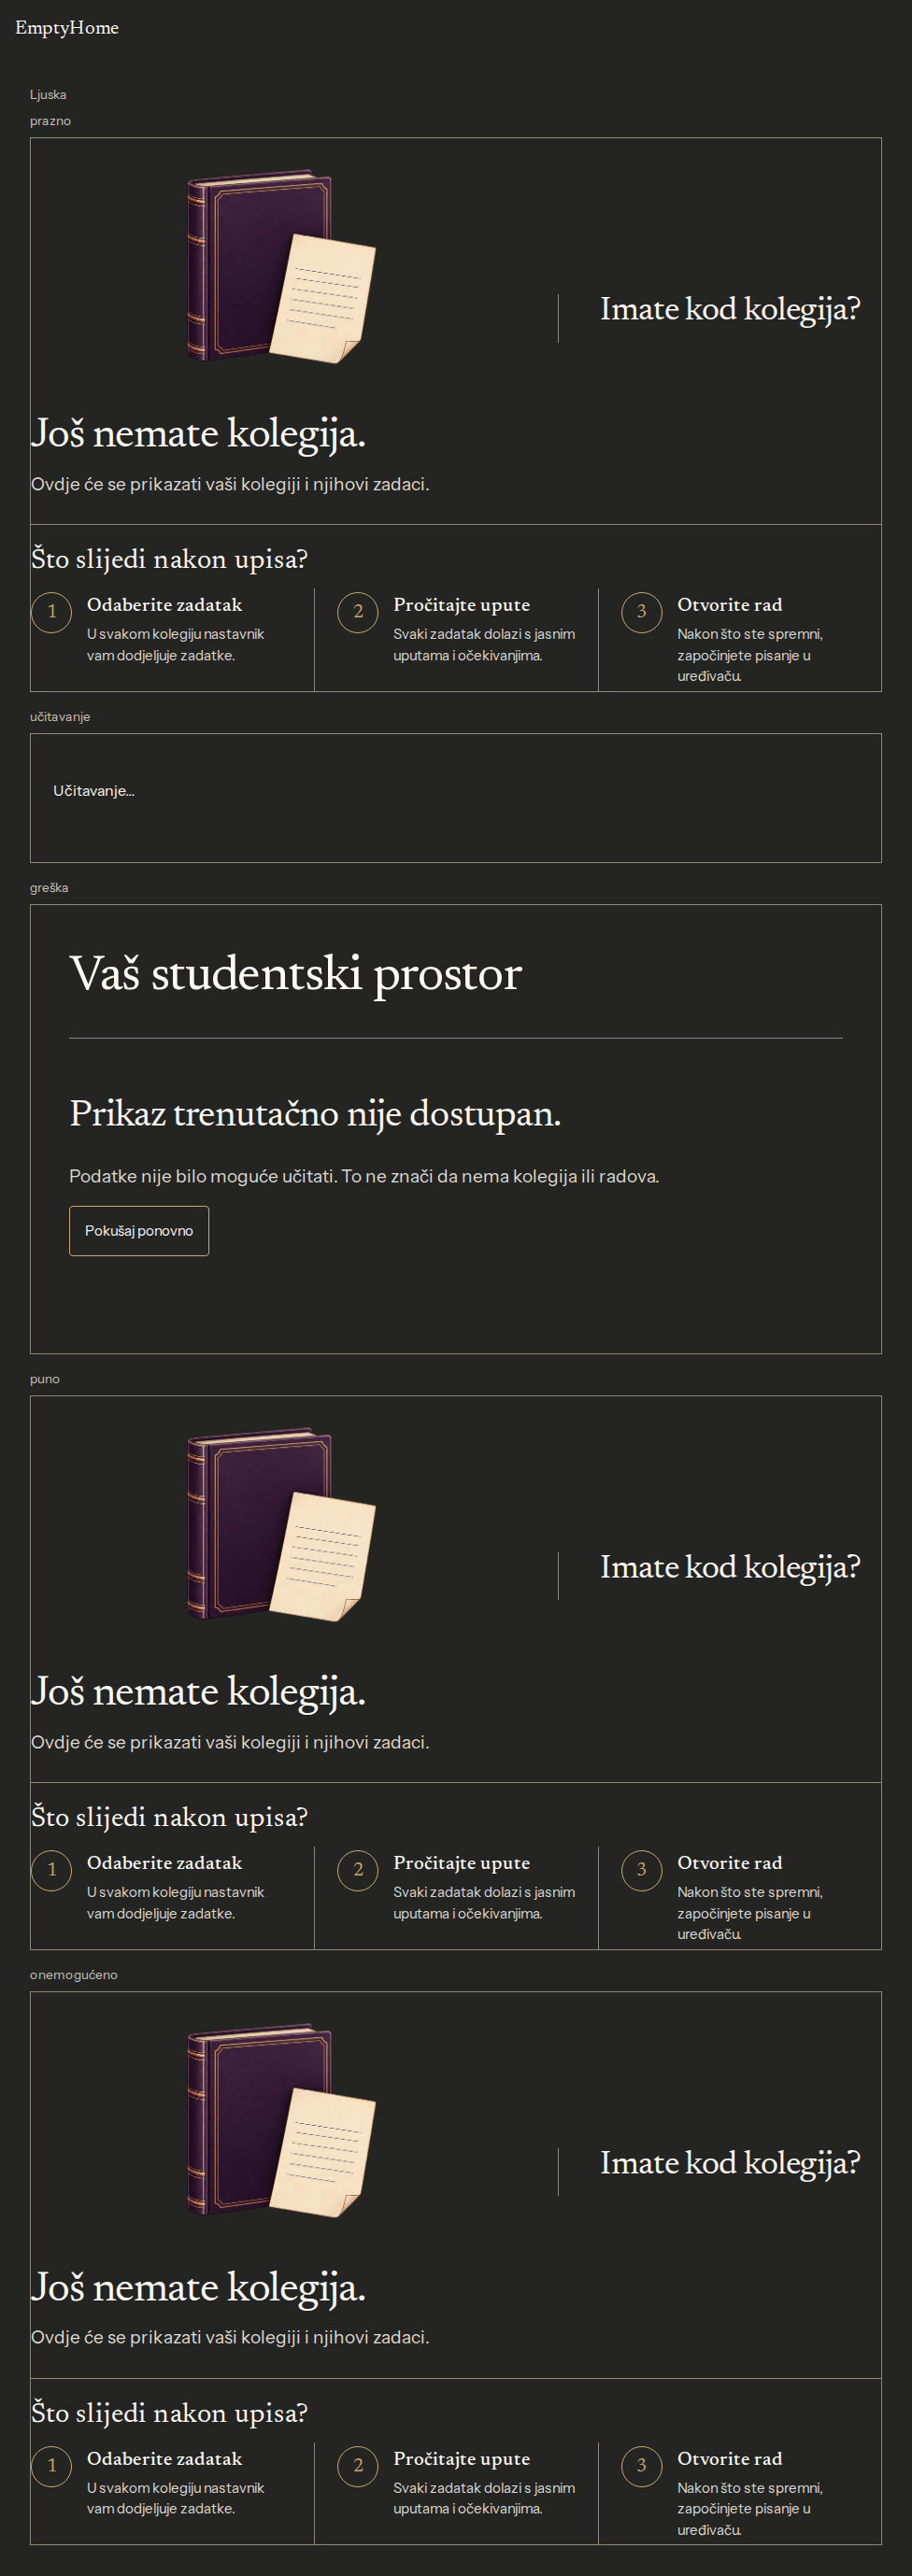 EmptyHome
Ljuska
prazno
Imate kod kolegija?
Još nemate kolegija.
Ovdje će se prikazati vaši kolegiji i njihovi zadaci.
Što slijedi nakon upisa?
1
Odaberite zadatak
U svakom kolegiju nastavnik
vam dodjeljuje zadatke.
2
Pročitajte upute
Svaki zadatak dolazi s jasnim
uputama i očekivanjima.
3
Otvorite rad
Nakon što ste spremni,
započinjete pisanje u
uređivaču.
učitavanje
Učitavanje...
greška
Vaš studentski prostor
Prikaz trenutačno nije dostupan.
Podatke nije bilo moguće učitati. To ne znači da nema kolegija ili radova.
Pokušaj ponovno
puno
Imate kod kolegija?
Još nemate kolegija.
Ovdje će se prikazati vaši kolegiji i njihovi zadaci.
Što slijedi nakon upisa?
1
Odaberite zadatak
U svakom kolegiju nastavnik
vam dodjeljuje zadatke.
2
Pročitajte upute
Svaki zadatak dolazi s jasnim
uputama i očekivanjima.
3
Otvorite rad
Nakon što ste spremni,
započinjete pisanje u
uređivaču.
onemogućeno
Imate kod kolegija?
Još nemate kolegija.
Ovdje će se prikazati vaši kolegiji i njihovi zadaci.
Što slijedi nakon upisa?
1
Odaberite zadatak
U svakom kolegiju nastavnik
vam dodjeljuje zadatke.
2
Pročitajte upute
Svaki zadatak dolazi s jasnim
uputama i očekivanjima.
3
Otvorite rad
Nakon što ste spremni,
započinjete pisanje u
uređivaču.